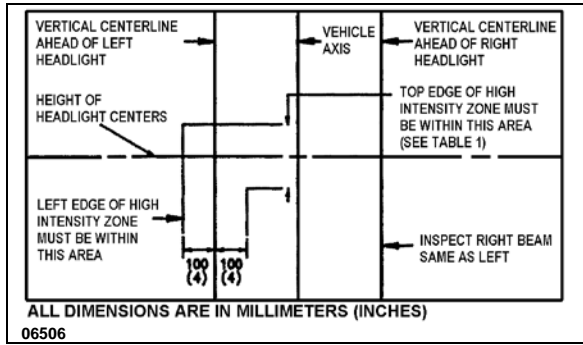 VERTICAL CENTERLINE
AHEAD OF LEFT
HEADLIGHT
VEHICLE
AXIS
VERTICAL CENTERLINE
AHEAD OF RIGHT
HEADLIGHT
HEIGHT OF
HEADLIGHT CENTERS
TOP EDGE OF HIGH
INTENSITY ZONE MUST
BE WITHIN THIS AREA
(SEE TABLE 1)
LEFT EDGE OF HIGH
INTENSITY ZONE
MUST BE WITHIN
THIS AREA
100
(4)
100
(4)
INSPECT RIGHT BEAM
SAME AS LEFT
ALL DIMENSIONS ARE IN MILLIMETERS (INCHES)
06506